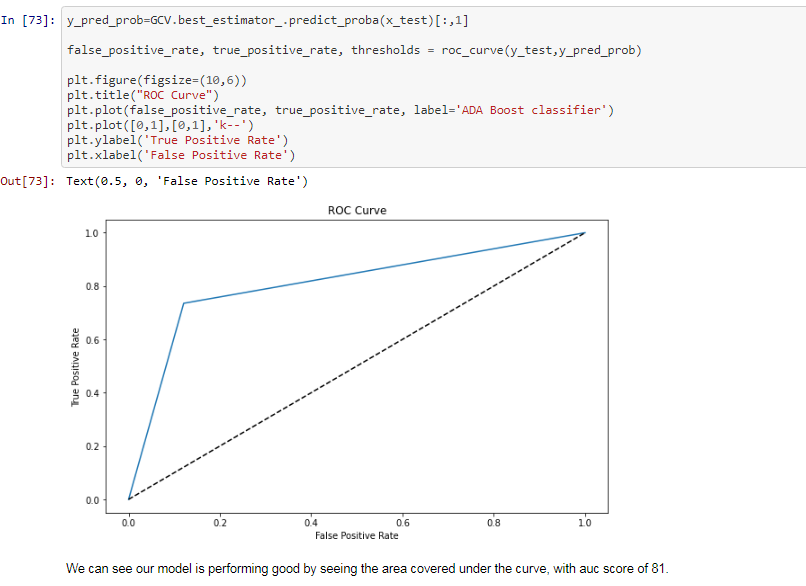 In [73]: y_pred_prob=GCV.best_estimator_.predict_proba(x_test)[:,1]
false_positive_rate, true_positive_rate, thresholds = roc_curve(y_test,y_pred_prob)
plt.figure(figsize=(10,6))
plt.title("ROC Curve")
plt.plot(false_positive_rate, true_positive_rate, label='ADA Boost classifier')
plt.plot([0,1],[0,1],'k--')
plt.ylabel('True Positive Rate')
plt.xlabel('False Positive Rate')
Out[73]: Text(0.5, 0, 'False Positive Rate')
ROC Curve
1.0
0.8
0.6
0.4
0.2
0.0
True Positive Rate
0.0 0.2 0.4 0.6 0.8 1.0
False Positive Rate
We can see our model is performing good by seeing the area covered under the curve, with auc score of 81.